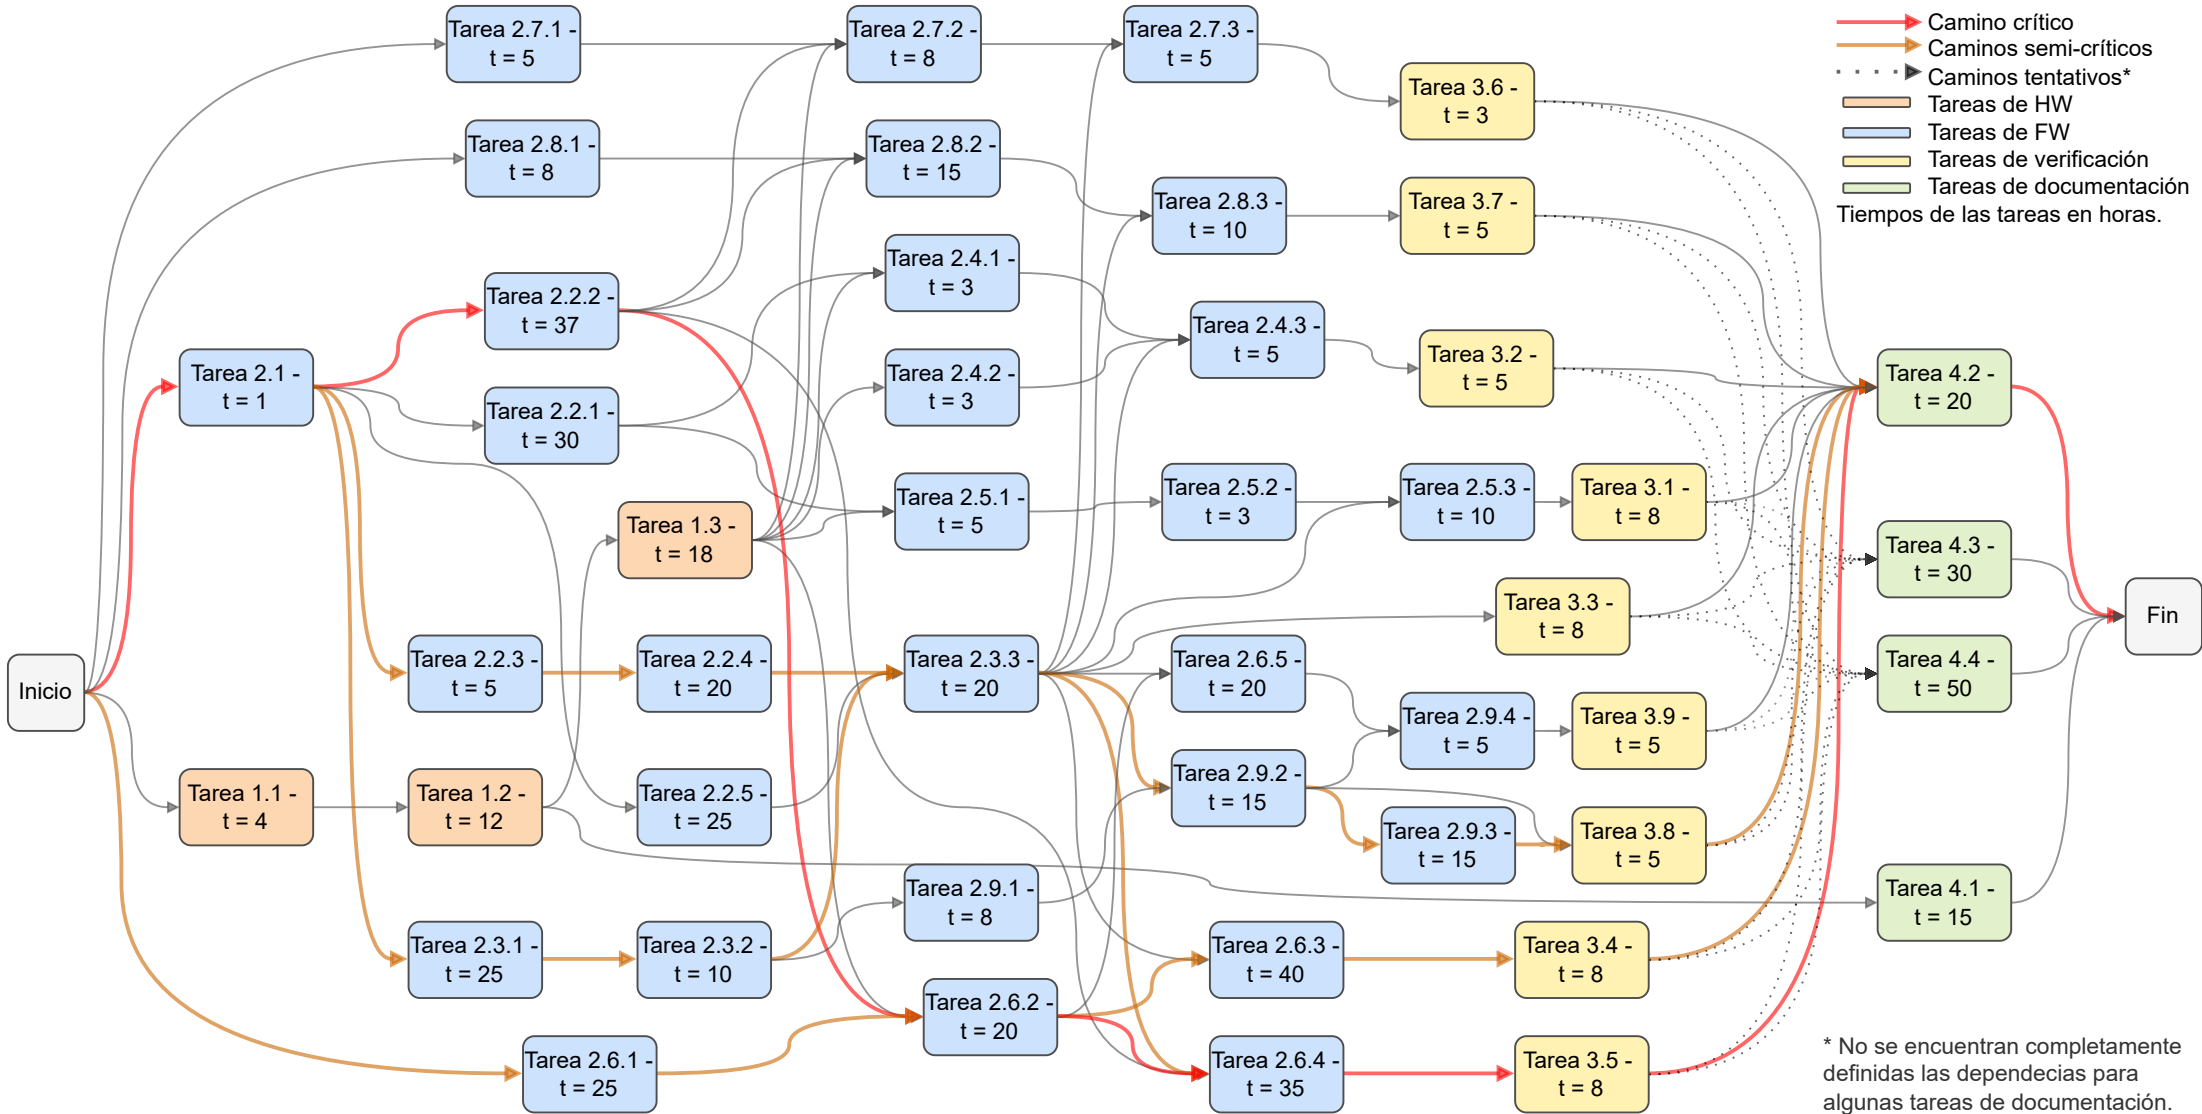 Tarea 2.7.1 -
t = 5
Tarea 2.7.2 -
t = 8
Tarea 2.7.3 -
t = 5
Camino crítico
Caminos semi-críticos
Caminos tentativos*
Tareas de HW
Tareas de FW
Tareas de verificación
Tareas de documentación
Tiempos de las tareas en horas.
Tarea 3.6 -
t = 3
Tarea 2.8.1 -
t = 8
Tarea 2.8.2 -
t = 15
Tarea 2.8.3 -
t = 10
Tarea 3.7 -
t = 5
Tarea 2.4.1 -
t = 3
Tarea 2.2.2 -
t = 37
Tarea 2.4.3 -
t = 5
Tarea 3.2 -
t = 5
Tarea 2.1 -
t = 1
Tarea 2.4.2 -
t = 3
Tarea 4.2 -
t = 20
Tarea 2.2.1 -
t = 30
Tarea 2.5.1 -
t = 5
Tarea 2.5.2 -
t = 3
Tarea 2.5.3 -
t = 10
Tarea 3.1 -
t = 8
Tarea 1.3 -
t = 18
Tarea 4.3 -
t = 30
Tarea 3.3 -
t = 8
Fin
Inicio
Tarea 2.2.3 -
t = 5
Tarea 2.2.4 -
t = 20
Tarea 2.3.3 -
t = 20
Tarea 2.6.5 -
t = 20
Tarea 4.4 -
t = 50
Tarea 2.9.4 -
t = 5
Tarea 3.9 -
t = 5
Tarea 1.1 -
t = 4
Tarea 1.2 -
t = 12
Tarea 2.2.5 -
t = 25
Tarea 2.9.2 -
t = 15
Tarea 2.9.3 -
t = 15
Tarea 3.8 -
t = 5
Tarea 2.9.1 -
t = 8
Tarea 4.1 -
t = 15
Tarea 2.3.1 -
t = 25
Tarea 2.3.2 -
t = 10
Tarea 2.6.3 -
t = 40
Tarea 3.4 -
t = 8
Tarea 2.6.2 -
t = 20
Tarea 2.6.1 -
t = 25
Tarea 2.6.4 -
t = 35
Tarea 3.5 -
t = 8
* No se encuentran completamente
definidas las dependecias para
algunas tareas de documentación.